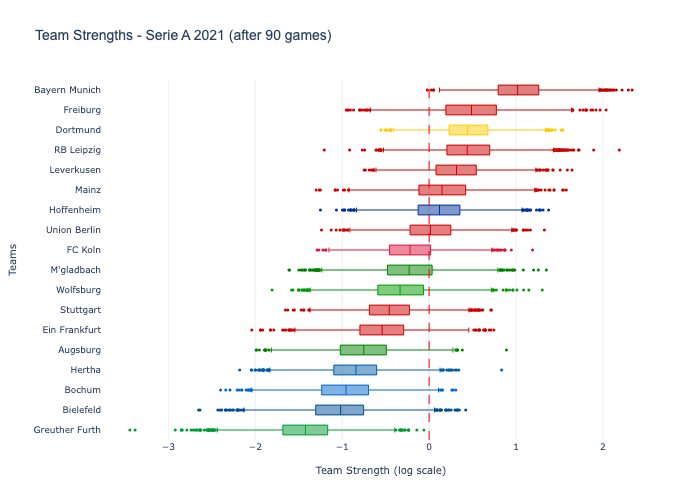 Team Strengths - Serie A 2021 (after 90 games)
Bayern Munich
Freiburg
Dortmund
RB Leipzig
Leverkusen
Mainz
Hoffenheim
Union Berlin
FC Koln
M'gladbach
Wolfsburg
Stuttgart
Ein Frankfurt
Augsburg
Hertha
Bochum
Bielefeld
Greuther Furth
Teams
−3 −2 −1 0 1 2
Team Strength (log scale)